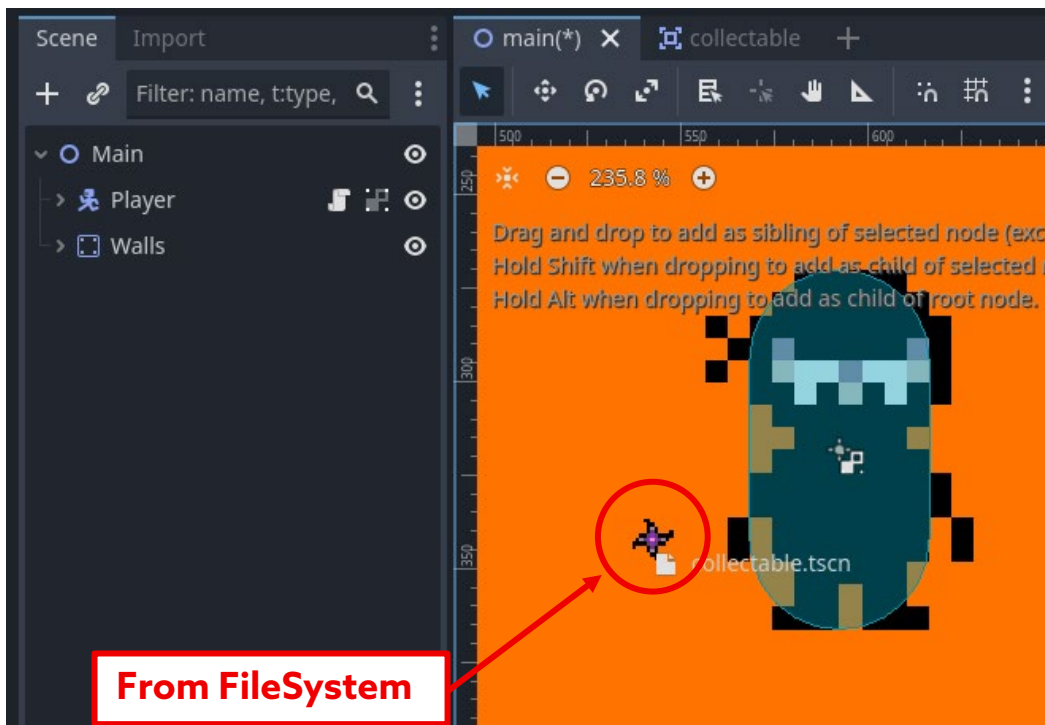 Scene Import
main(*) collectable
Filter: name, t:type,
500 550 600
Main
250
235.8 %
Player
Drag and drop to add as sibling of selected node (exc
Walls
Hold Shift when dropping to add as child of selected
Hold Alt when dropping to add as child of root node.
300
350
collectable.tscn
From FileSystem